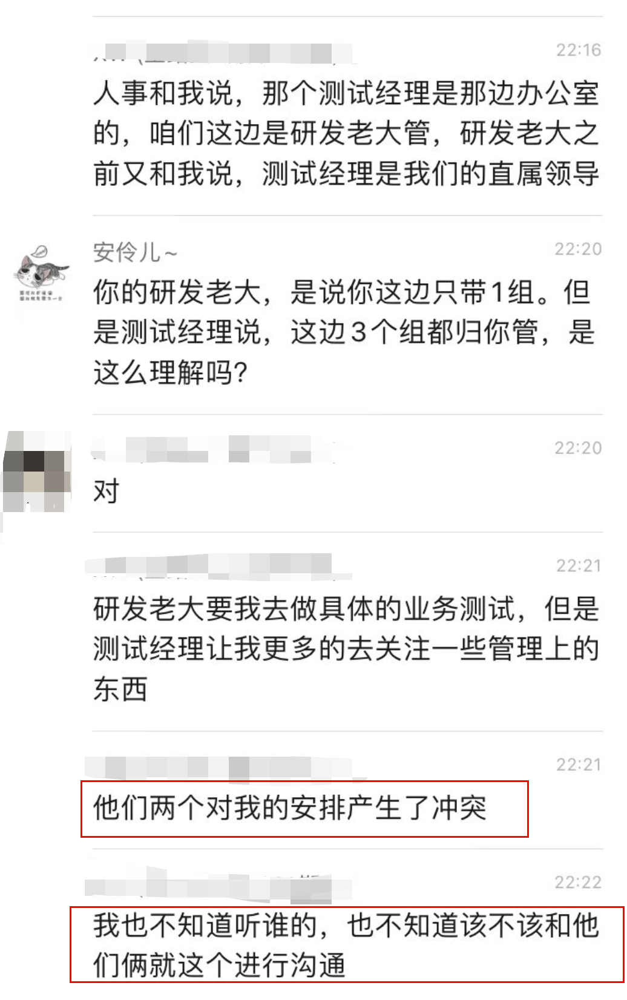 22:16
人事和我说，那个测试经理是那边办公室
的，咱们这边是研发老大管，研发老大之
前又和我说，测试经理是我们的直属领导
安伶儿~
22:20
你的研发老大，是说你这边只带1组。但
是测试经理说，这边3个组都归你管，是
这么理解吗？
22:20
对
22:21
研发老大要我去做具体的业务测试，但是
测试经理让我更多的去关注一些管理上的
东西
22:21
他们两个对我的安排产生了冲突
22:22
我也不知道听谁的，也不知道该不该和他
们俩就这个进行沟通